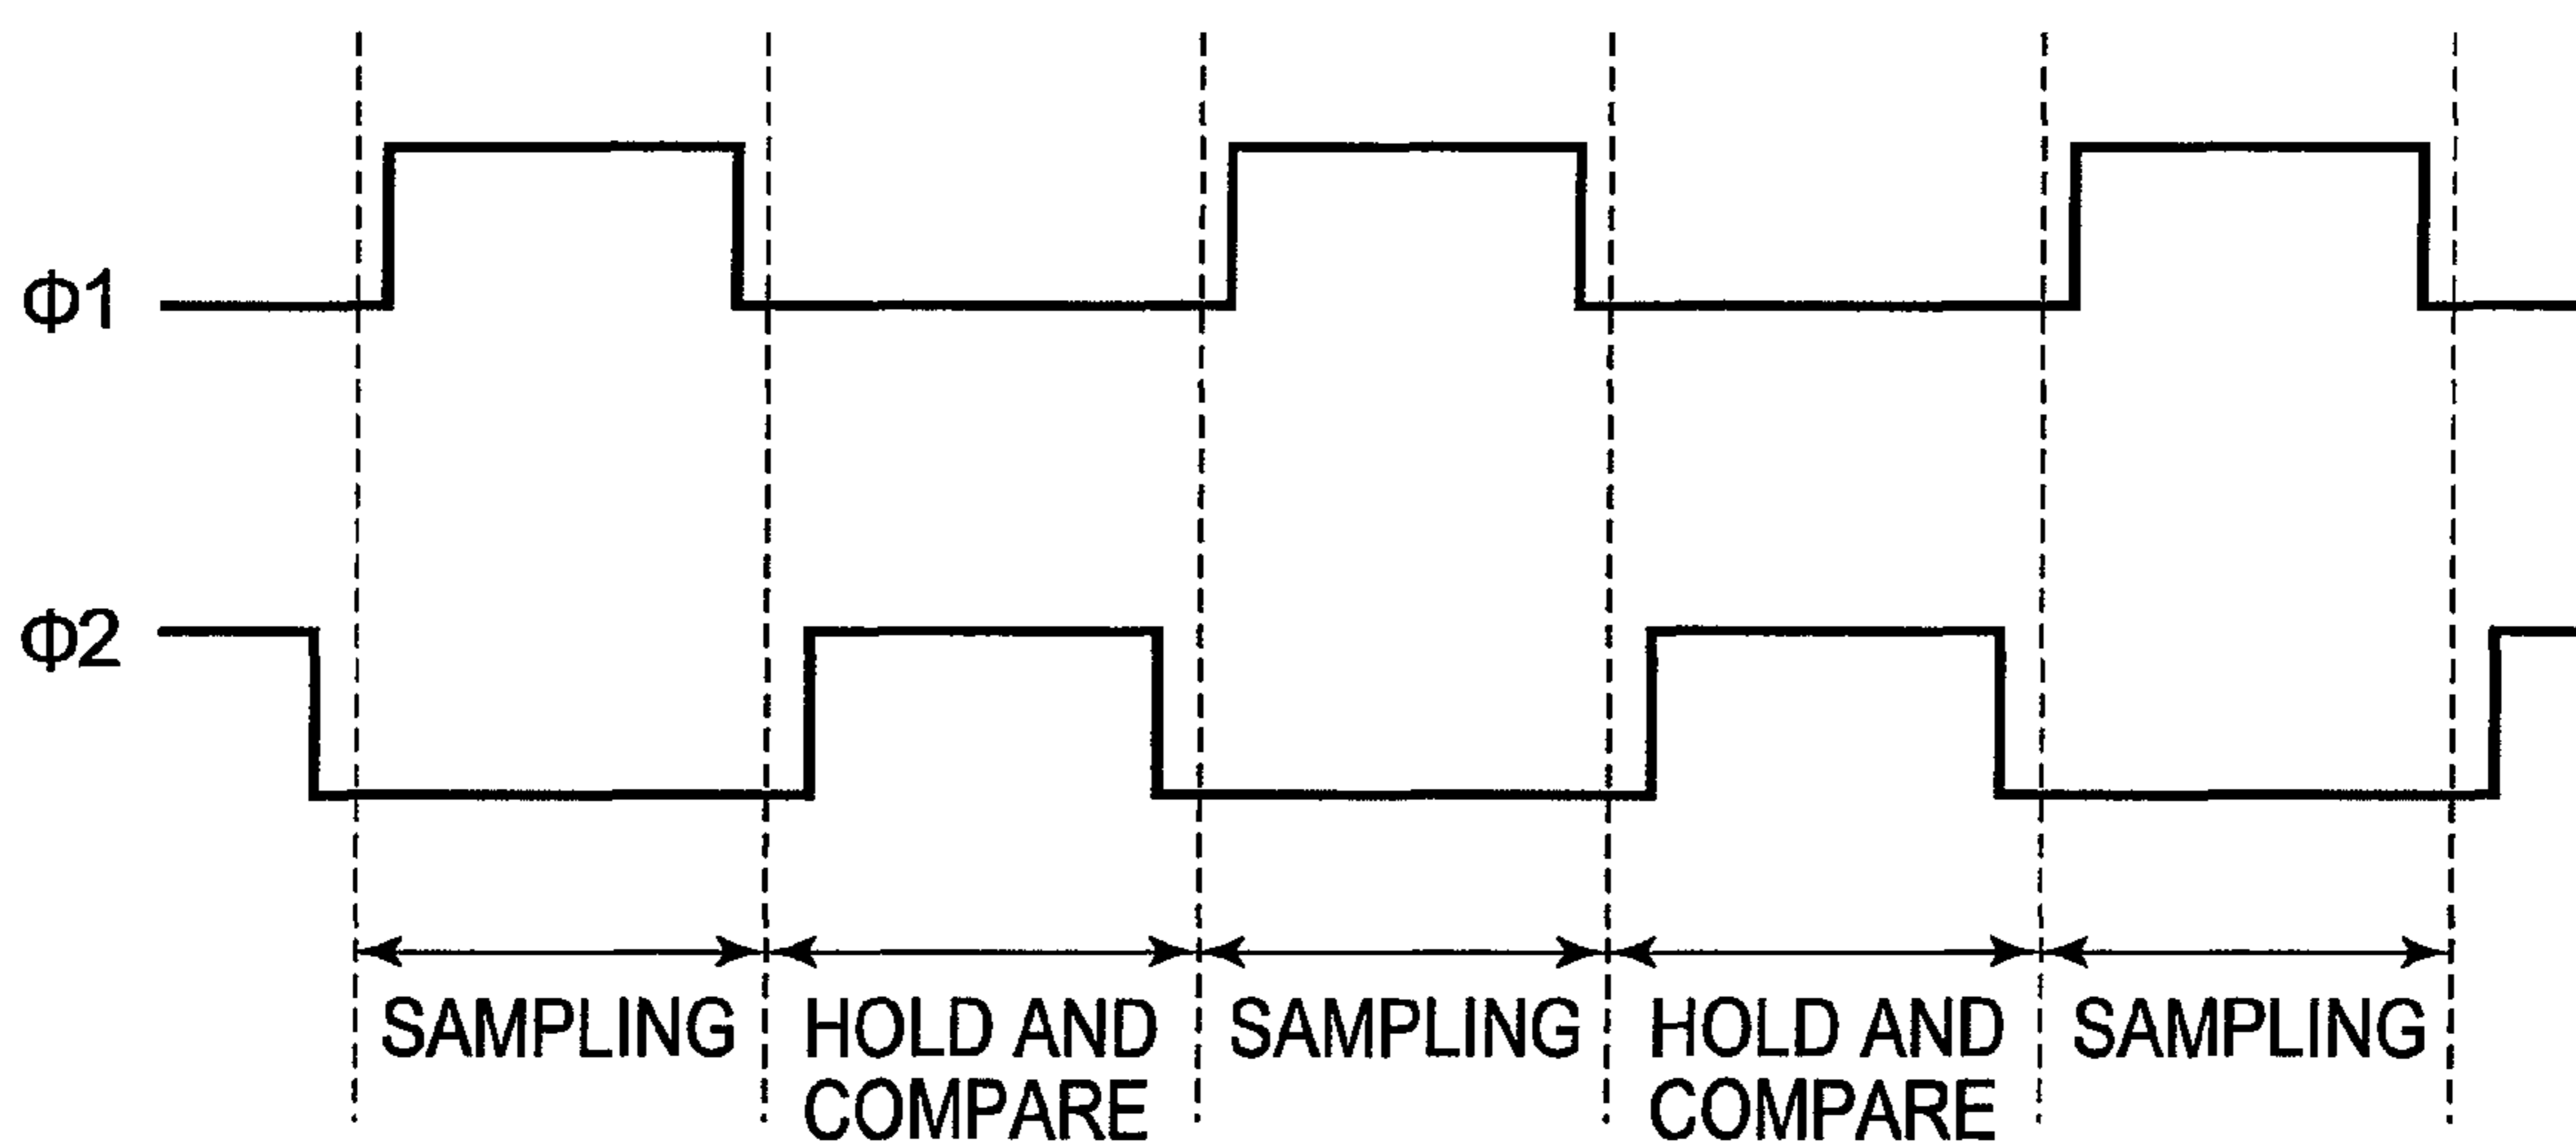 Φ1
Φ2
SAMPLING
HOLD AND
COMPARE
SAMPLING
HOLD AND
COMPARE
SAMPLING